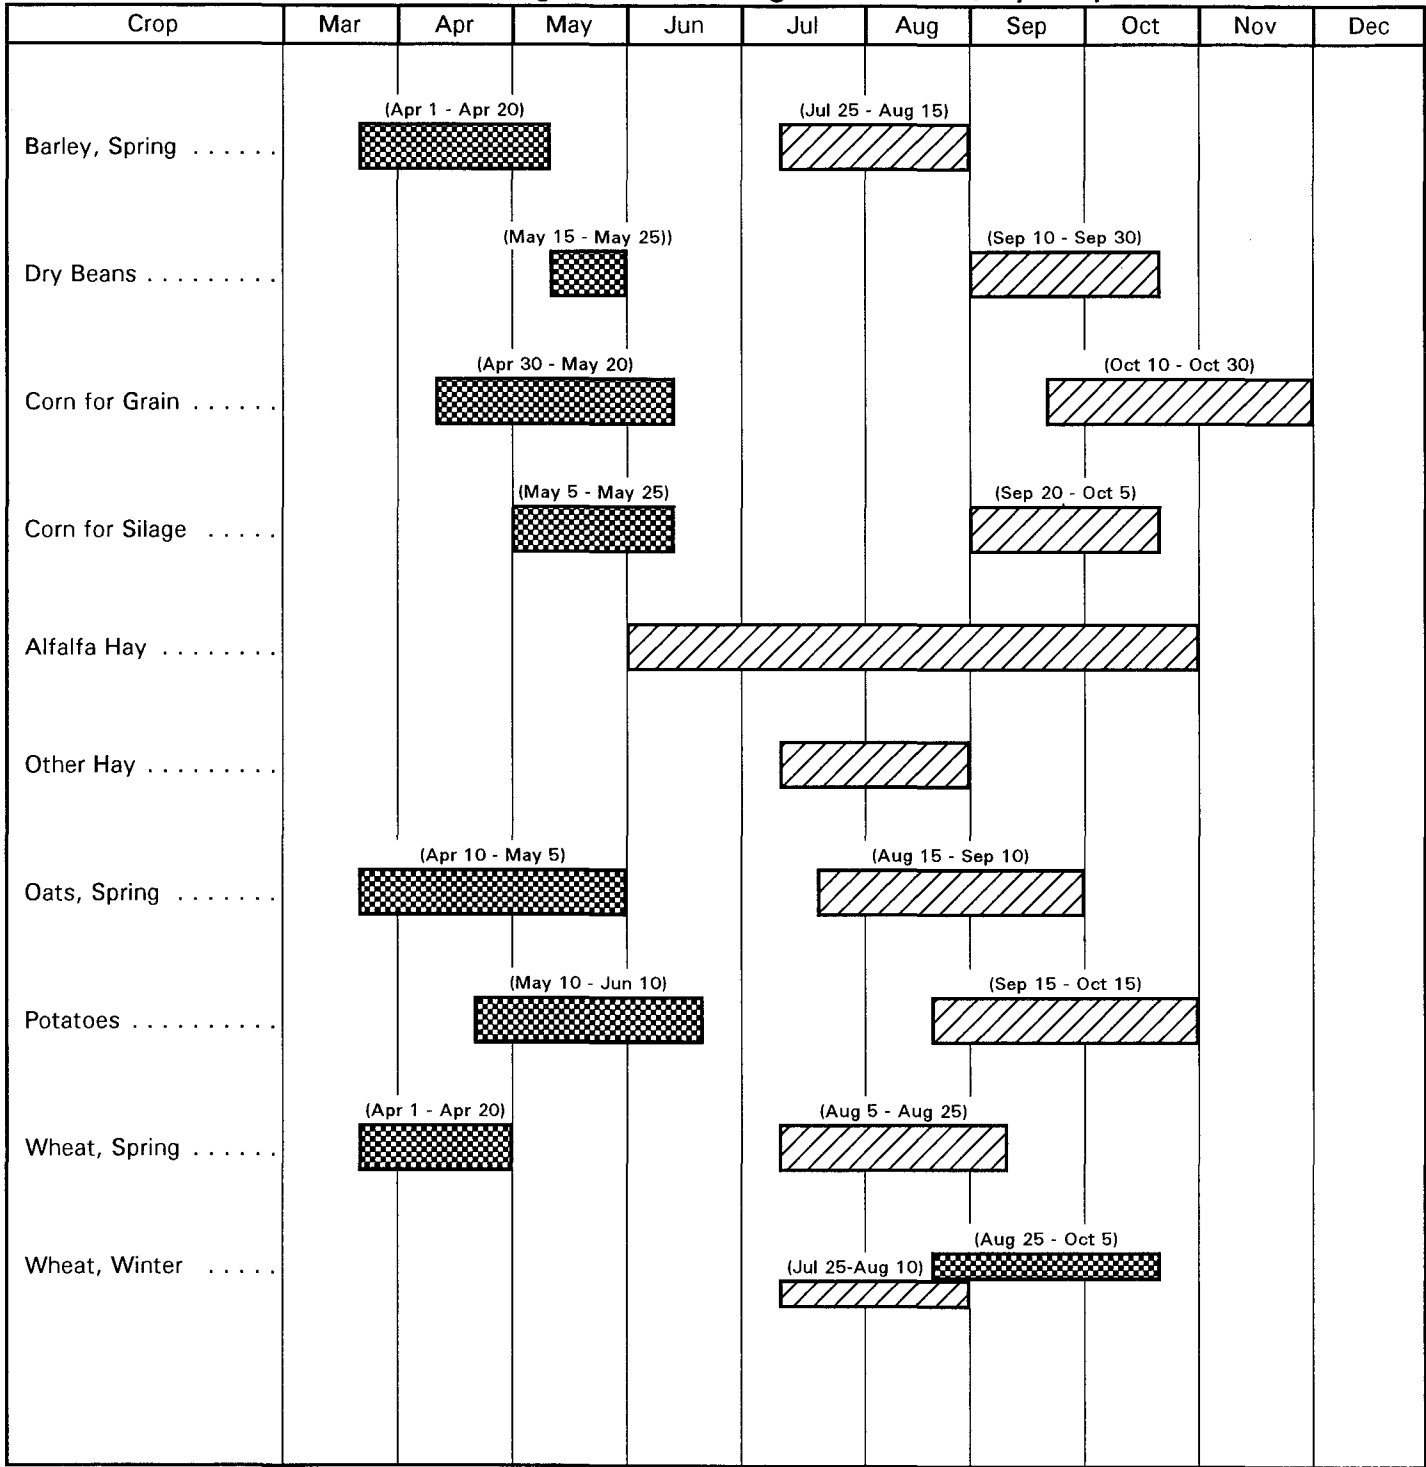 Crop Mar Apr May Jun Jul Aug Sep Oct Nov Dec
(Apr 1 - Apr 20) (Jul 25 - Aug 15)
Barley, Spring . . . . . .
(May 15 - May 25)) (Sep 10 - Sep 30)
Dry Beans . . . . . . . . .
(Apr 30 - May 20) (Oct 10 - Oct 30)
Corn for Grain . . . . . .
(May 5 - May 25) (Sep 20 - Oct 5)
Corn for Silage . . . . .
Alfalfa Hay . . . . . . . .
Other Hay . . . . . . . . .
(Apr 10 - May 5) (Aug 15 - Sep 10)
Oats, Spring . . . . . . .
(May 10 - Jun 10) (Sep 15 - Oct 15)
Potatoes . . . . . . . . . .
(Apr 1 - Apr 20) (Aug 5 - Aug 25)
Wheat, Spring . . . . . .
(Aug 25 - Oct 5)
Wheat, Winter . . . . . (Jul 25-Aug 10)